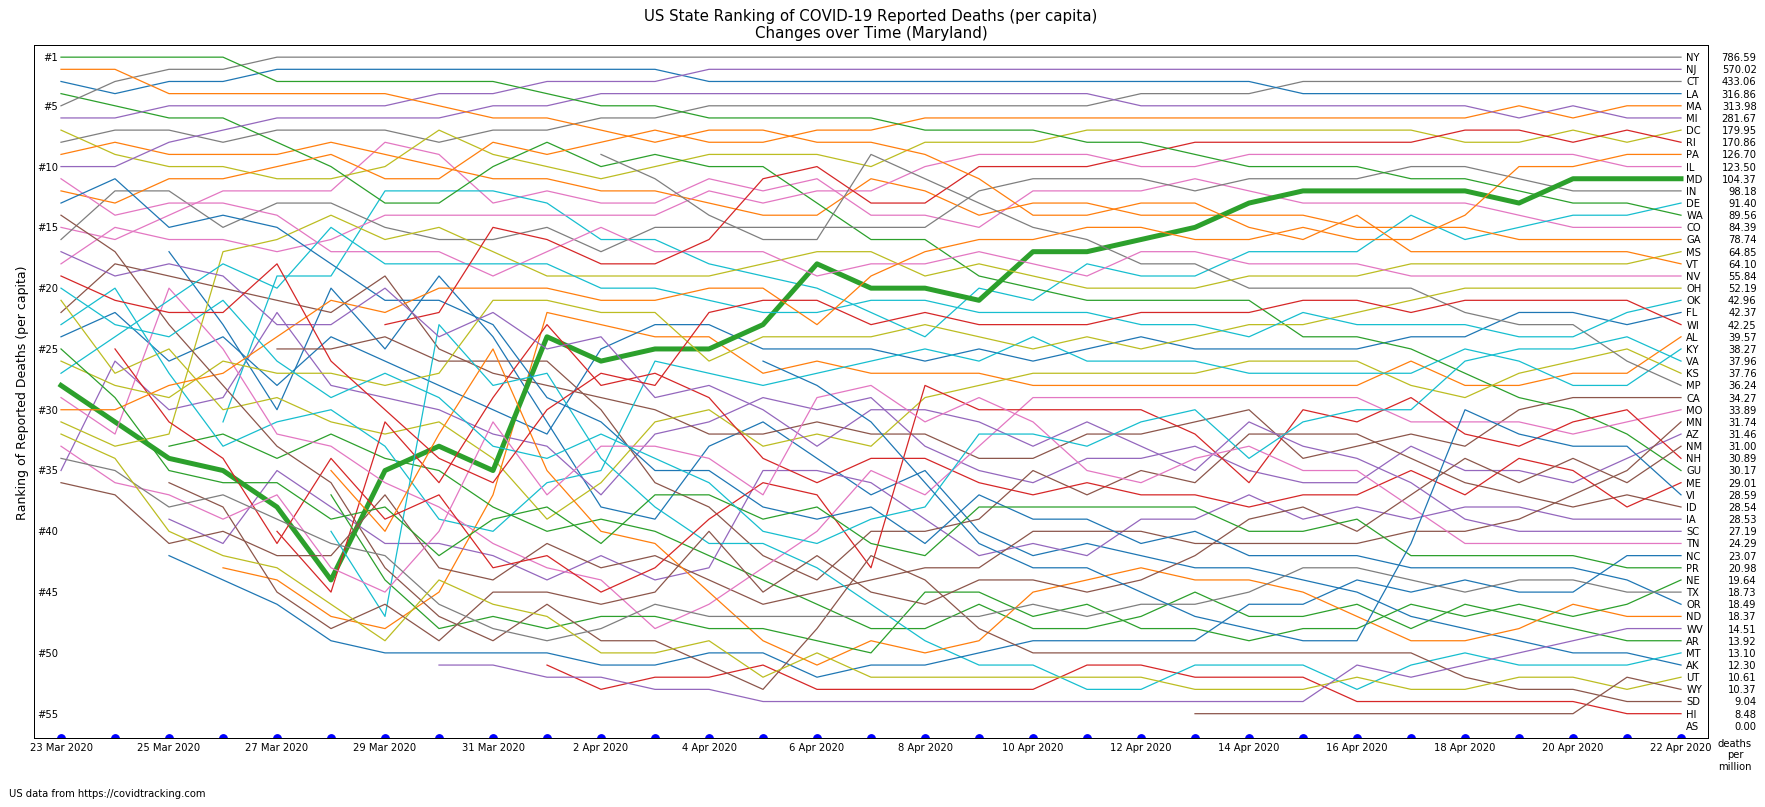 US State Ranking of COVID-19 Reported Deaths (per capita)
Changes over Time (Maryland)
Ranking of Reported Deaths (per capita)
#1
#5
#10
#15
#20
#25
#30
#35
#40
#45
#50
#55
NY 786.59
NJ 570.02
CT 433.06
LA 316.86
MA 313.98
MI 281.67
DC 179.95
RI 170.86
PA 126.70
IL 123.50
MD 104.37
IN 98.18
DE 91.40
WA 89.56
CO 84.39
GA 78.74
MS 64.85
VT 64.10
NV 55.84
OH 52.19
OK 42.96
FL 42.37
WI 42.25
AL 39.57
KY 38.27
VA 37.96
KS 37.76
MP 36.24
CA 34.27
MO 33.89
MN 31.74
AZ 31.46
NM 31.00
NH 30.89
GU 30.17
ME 29.01
VI 28.59
ID 28.54
IA 28.53
SC 27.19
TN 24.29
NC 23.07
PR 20.98
NE 19.64
TX 18.73
OR 18.49
ND 18.37
WV 14.51
AR 13.92
MT 13.10
AK 12.30
UT 10.61
WY 10.37
SD 9.04
HI 8.48
AS 0.00
23 Mar 2020 25 Mar 2020 27 Mar 2020 29 Mar 2020 31 Mar 2020 2 Apr 2020 4 Apr 2020 6 Apr 2020 8 Apr 2020 10 Apr 2020 12 Apr 2020 14 Apr 2020 16 Apr 2020 18 Apr 2020 20 Apr 2020 22 Apr 2020
deaths
per
million
US data from https://covidtracking.com